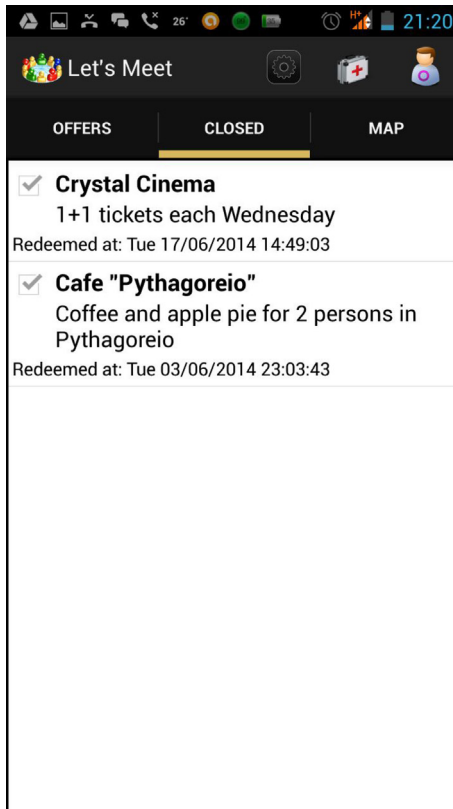 26°
H+
21:20
Let's Meet
OFFERS
CLOSED
MAP
Crystal Cinema
1+1 tickets each Wednesday
Redeemed at: Tue 17/06/2014 14:49:03
Cafe "Pythagoreio"
Coffee and apple pie for 2 persons in
Pythagoreio
Redeemed at: Tue 03/06/2014 23:03:43